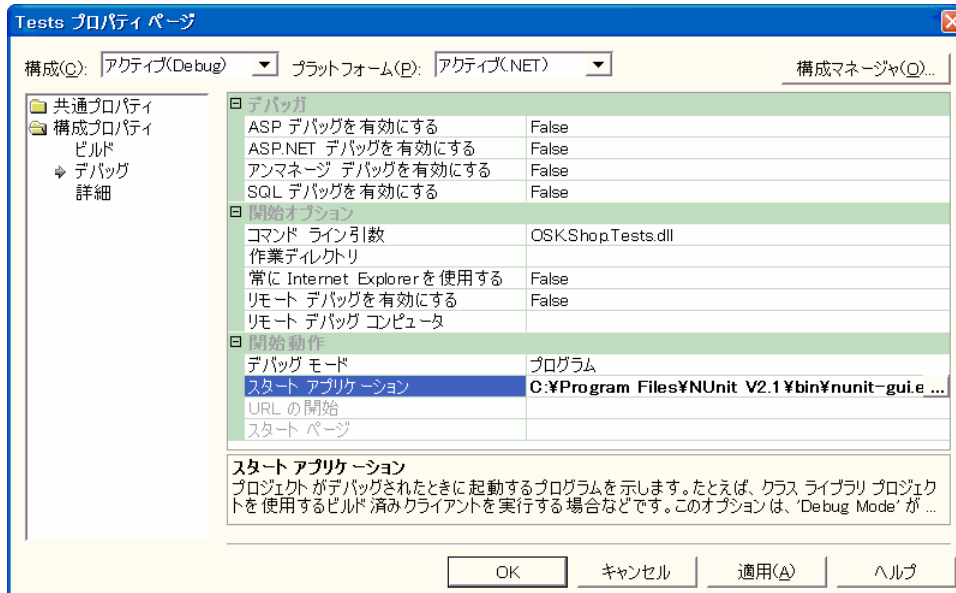 Tests プロパティ ページ
構成(C): アクティブ(Debug) プラットフォーム(P): アクティブ(.NET) 構成マネージャ(O)...
共通プロパティ
構成プロパティ
ビルド
デバッグ
詳細
デバッガ
ASP デバッグを有効にする False
ASP.NET デバッグを有効にする False
アンマネージ デバッグを有効にする False
SQL デバッグを有効にする False
開始オプション
コマンド ライン引数 OSK.Shop.Tests.dll
作業ディレクトリ
常に Internet Explorer を使用する False
リモート デバッグを有効にする False
リモート デバッグ コンピュータ
開始動作
デバッグ モード プログラム
スタート アプリケーション C:¥Program Files¥NUnit V2.1¥bin¥nunit-gui.e ...
URL の開始
スタート ページ
スタート アプリケーション
プロジェクトがデバッグされたときに起動するプログラムを示します。たとえば、クラス ライブラリ プロジェク
トを使用するビルド済みクライアントを実行する場合などです。このオプションは、'Debug Mode' が ...
OK キャンセル 適用(A) ヘルプ